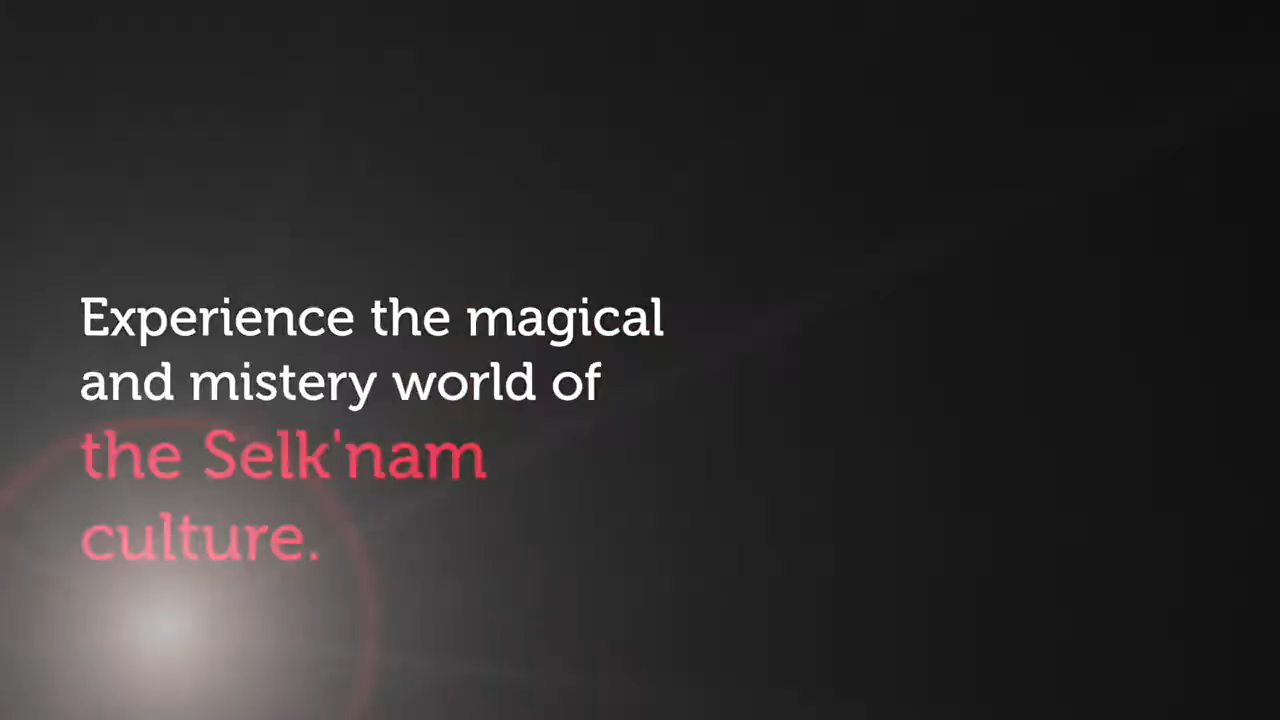 Experience the magical
and mistery world of
the Selk'nam
culture.